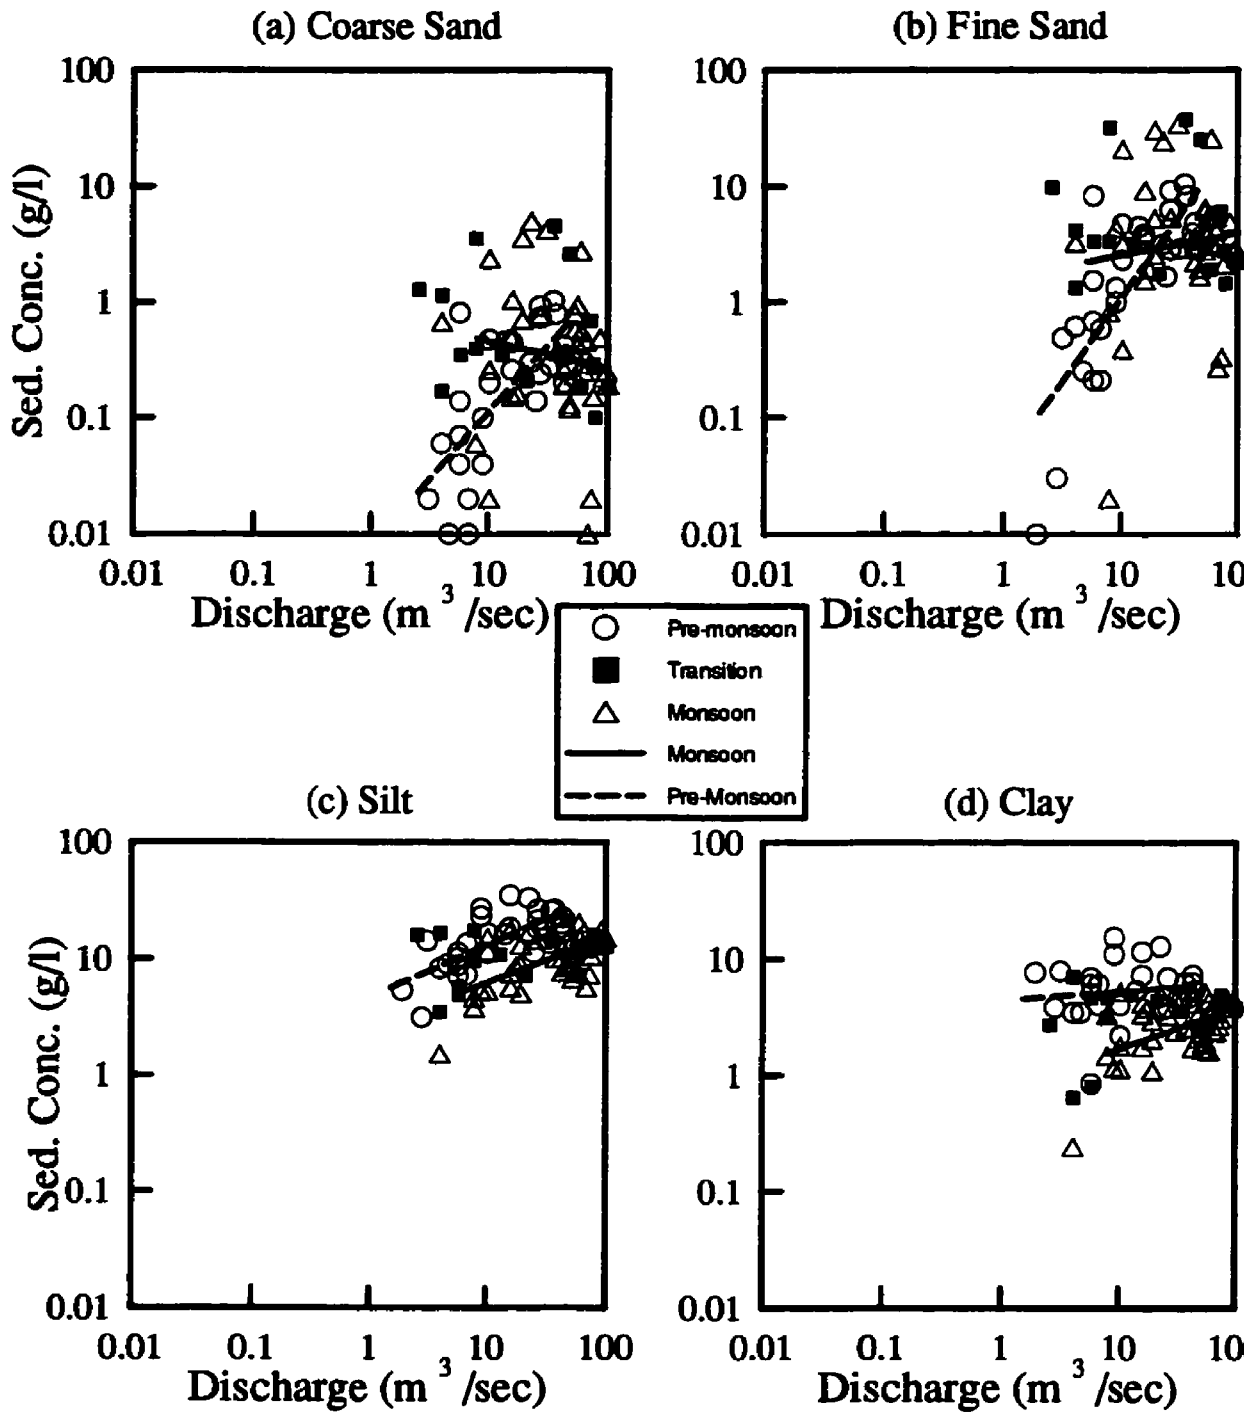 (a) Coarse Sand
(b) Fine Sand
100
10
1
0.1
0.01
Sed. Conc. (g/l)
0.01 0.1 1 10 100
Discharge (m 3 /sec)
100
10
1
0.1
0.01
0.01 0.1 1 10 10
Discharge (m 3 /sec)
Pre-monsoon
Transition
Monsoon
Monsoon
Pre-Monsoon
(c) Silt
(d) Clay
100
10
1
0.1
0.01
Sed. Conc. (g/l)
0.01 0.1 1 10 100
Discharge (m 3 /sec)
100
10
1
0.1
0.01
0.01 0.1 1 10 10
Discharge (m 3 /sec)